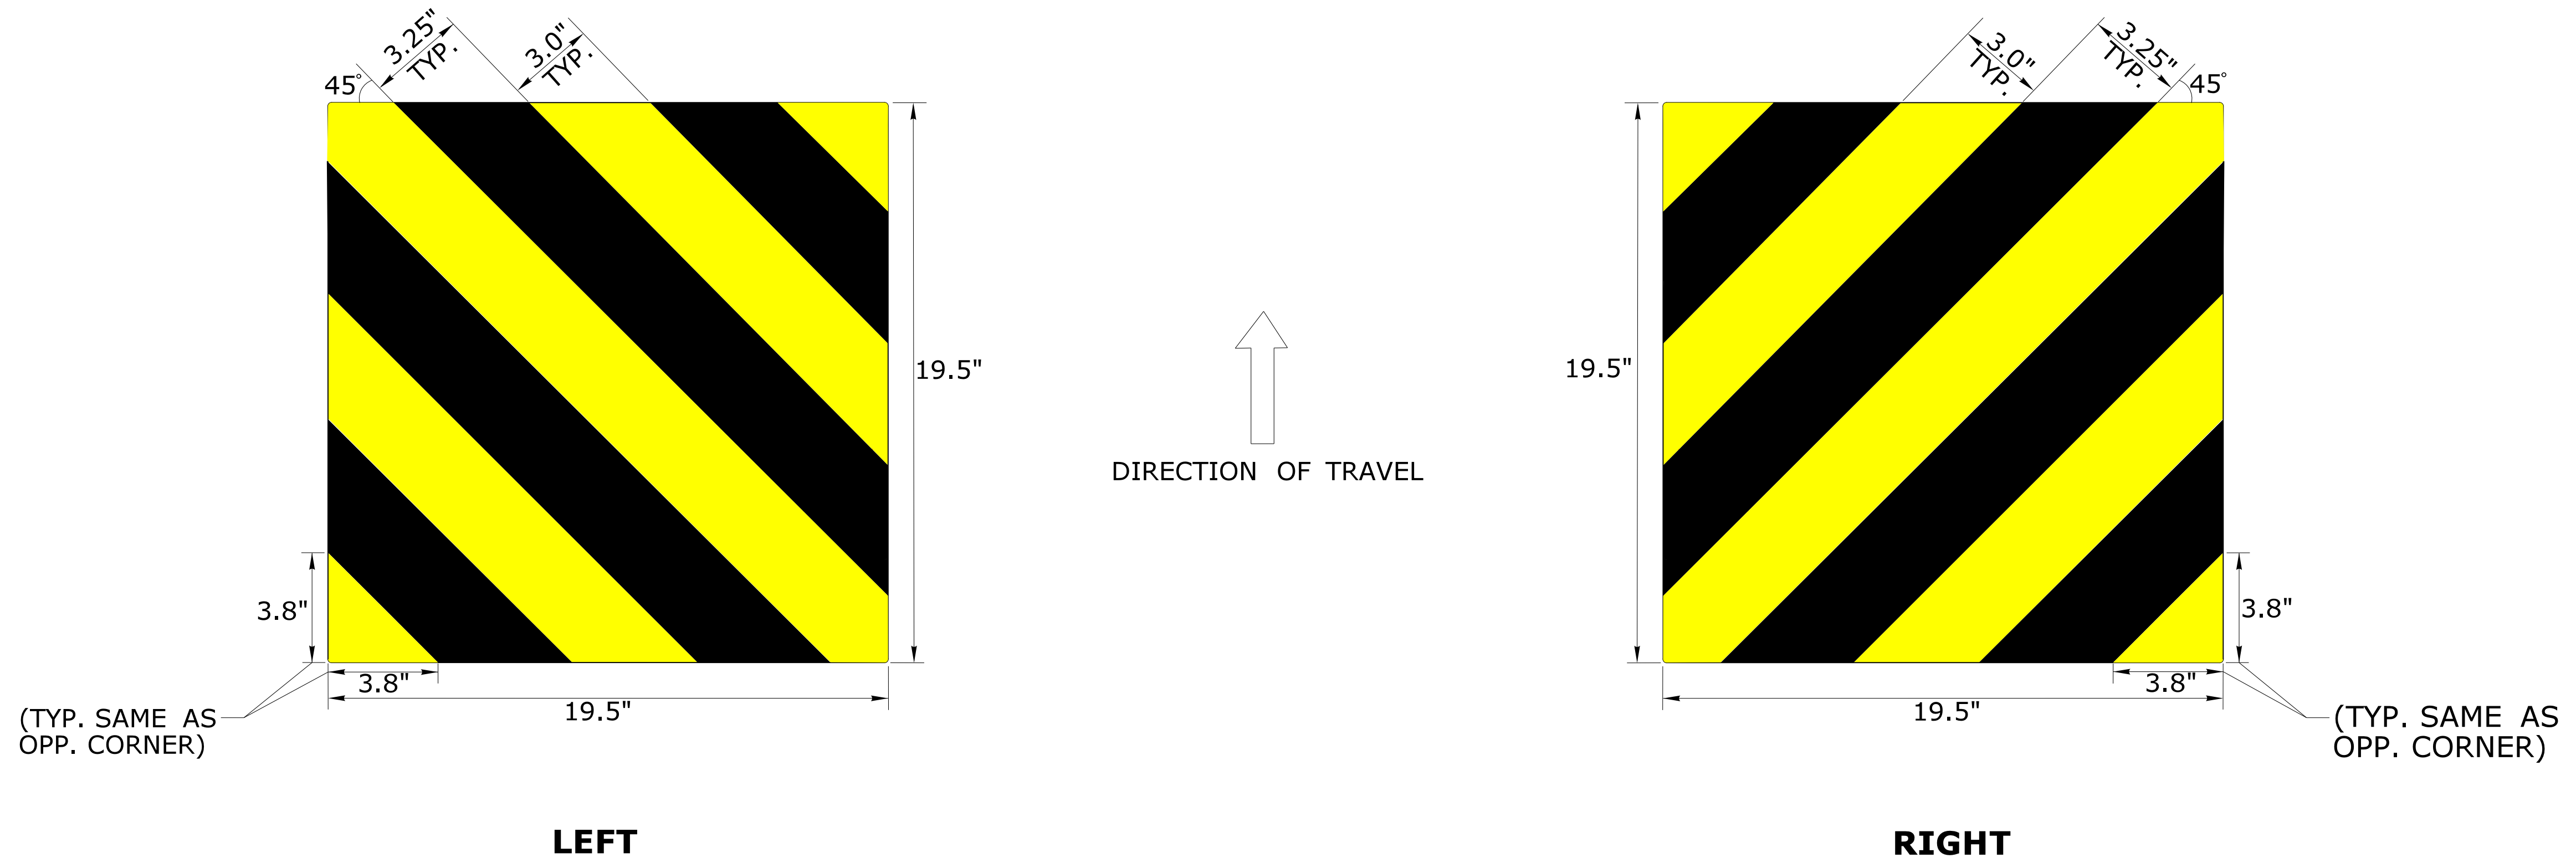 3.25"
TYP.
3.0"
TYP.
45°
19.5"
3.8"
3.8"
19.5"
(TYP. SAME AS
OPP. CORNER)
LEFT
DIRECTION OF TRAVEL
3.0"
TYP.
3.25"
TYP.
45°
19.5"
3.8"
3.8"
19.5"
(TYP. SAME AS
OPP. CORNER)
RIGHT